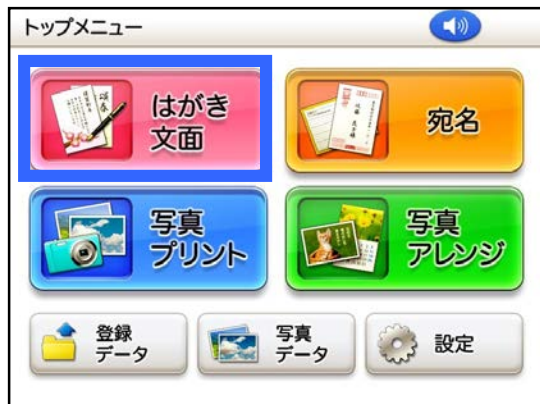 トップメニュー
はがき
文面
宛名
写真
プリント
写真
アレンジ
登録
データ
写真
データ
設定